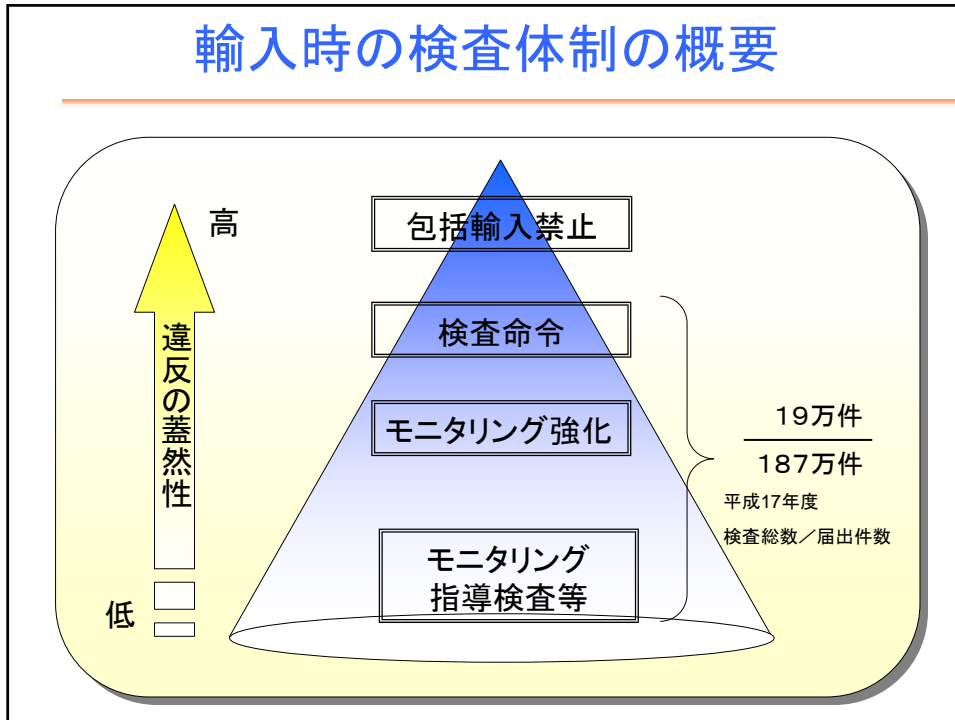 輸入時の検査体制の概要
高
違反の蓋然性
低
包括輸入禁止
検査命令
モニタリング強化
モニタリング
指導検査等
19万件
187万件
平成17年度
検査総数／届出件数